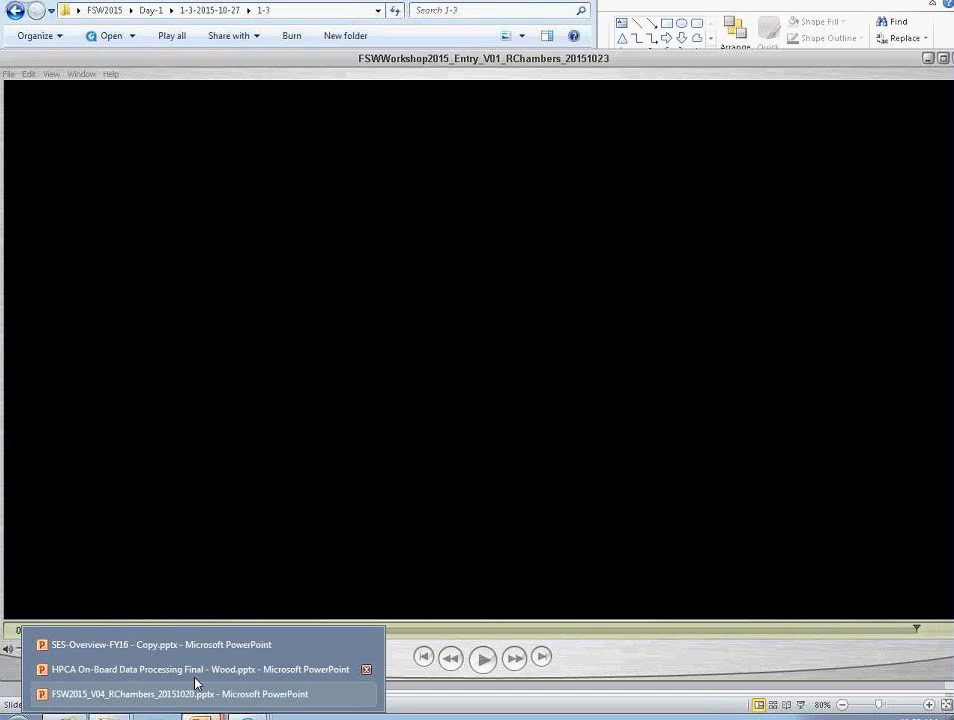 FSW2015 ▸ Day-1 ▸ 1-3-2015-10-27 ▸ 1-3
Search 1-3
Organize Open Play all Share with Burn New folder
Shape Fill
Shape Outline
Arrange Quick
Find
Replace
FSWWorkshop2015_Entry_V01_RChambers_20151023
File Edit View Window Help
SES-Overview-FY16 - Copy.pptx - Microsoft PowerPoint
HPCA On-Board Data Processing Final - Wood.pptx - Microsoft PowerPoint
FSW2015_V04_RChambers_20151020.pptx - Microsoft PowerPoint
Slide
80%